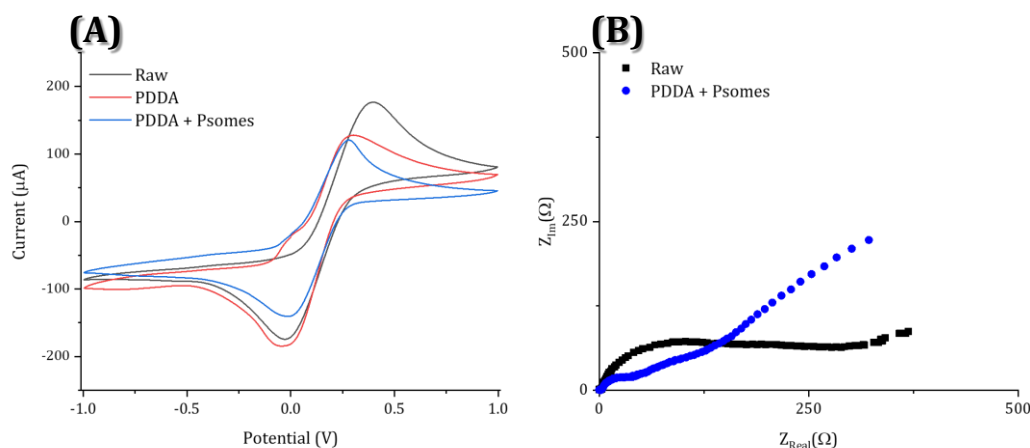 (A)
Raw
PDDA
PDDA + Psomes
200
100
0
-100
-200
Current (μA)
-1.0
-0.5
0.0
0.5
1.0
Potential (V)
(B)
Raw
PDDA + Psomes
500
250
0
Z_Im(Ω)
0
250
500
Z_Real(Ω)